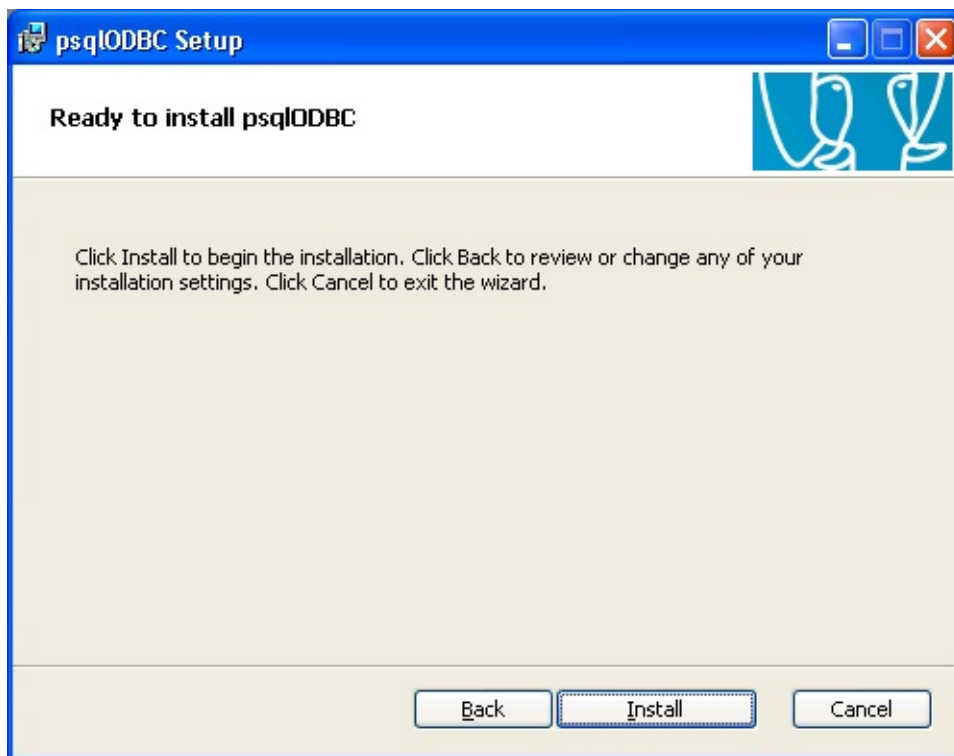 psqlODBC Setup
Ready to install psqlODBC
Click Install to begin the installation. Click Back to review or change any of your
installation settings. Click Cancel to exit the wizard.
Back
Install
Cancel